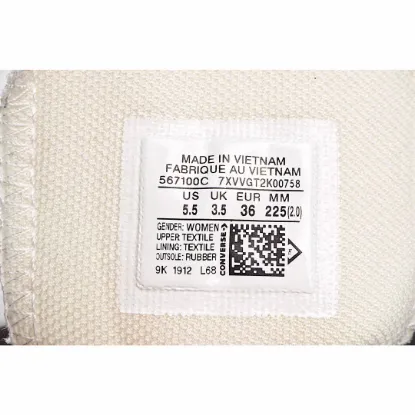 MADE IN VIETNAM
FABRIQUE AU VIETNAM
567100C 7XVVGT2K00758
US UK EUR MM
5.5 3.5 36 225(2.0)
GENDER: WOMEN
UPPER: TEXTILE
LINING: TEXTILE
OUTSOLE: RUBBER
9K 1912 L68
CONVERSE